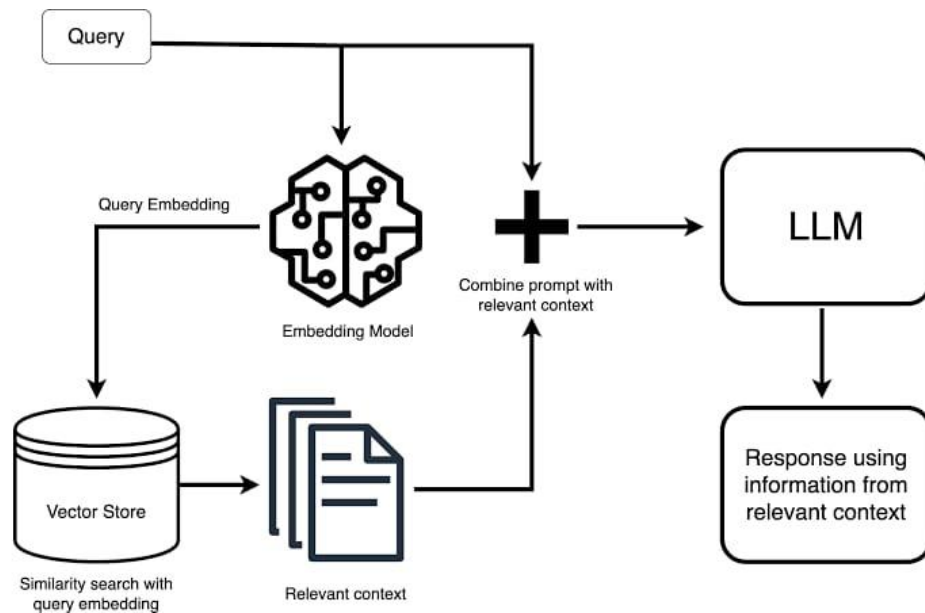 Query
Query Embedding
Embedding Model
Combine prompt with
relevant context
LLM
Vector Store
Similarity search with
query embedding
Relevant context
Response using
information from
relevant context